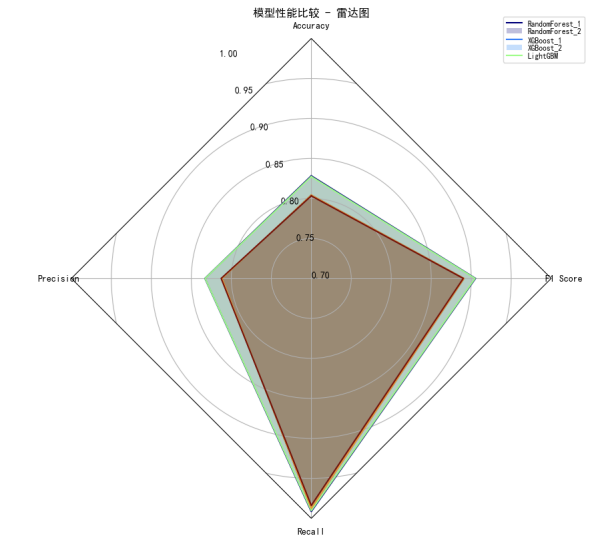 模型性能比较 - 雷达图
Accuracy
RandomForest_1
RandomForest_2
XGBoost_1
XGBoost_2
LightGBM
1.00
0.95
0.90
0.85
0.80
0.75
0.70
Precision
F1 Score
Recall